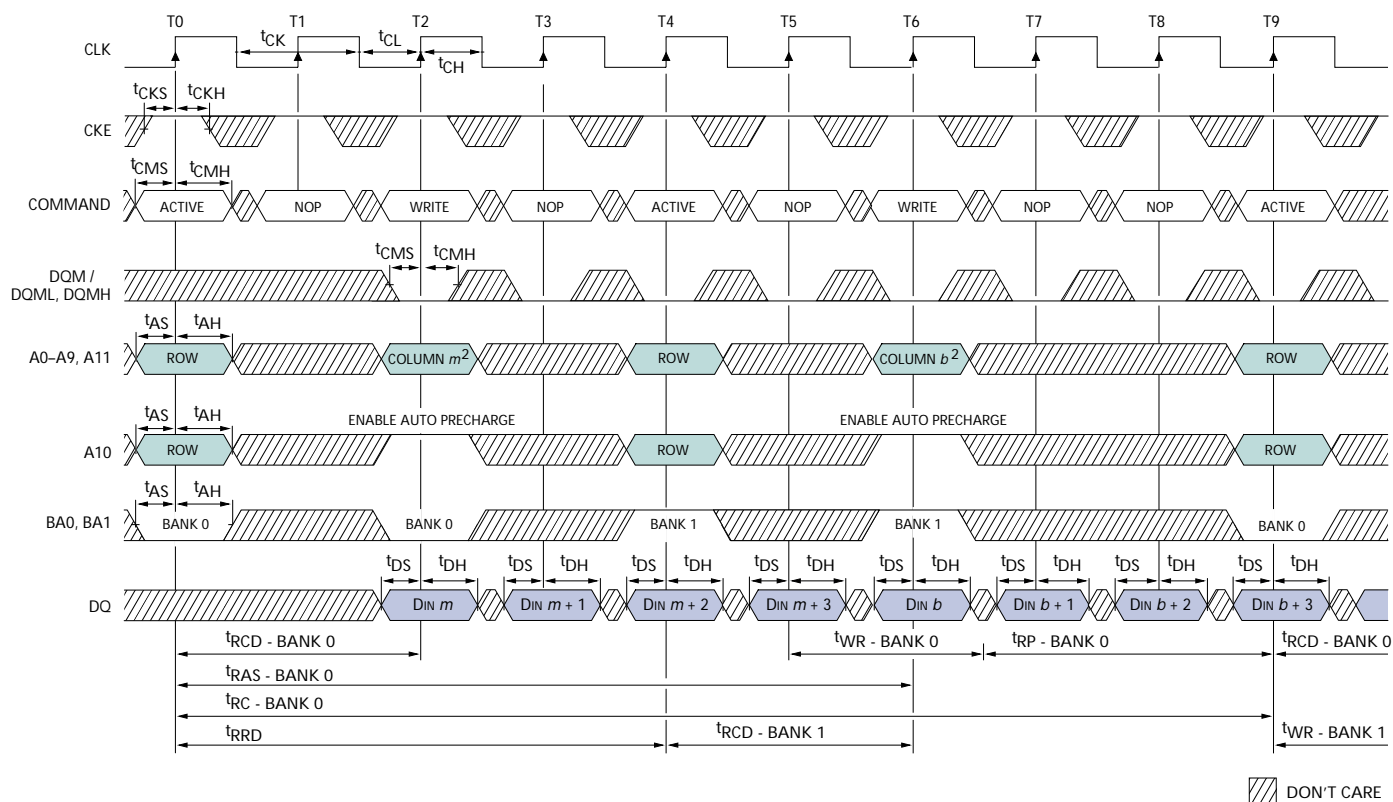 T0 T1 T2 T3 T4 T5 T6 T7 T8 T9
tCK tCL
CLK
tCH
tCKS tCKH
CKE
tCMS tCMH
COMMAND ACTIVE NOP WRITE NOP ACTIVE NOP WRITE NOP NOP ACTIVE
tCMS tCMH
DQM /
DQML, DQMH
tAS tAH
A0–A9, A11 ROW COLUMN m2 ROW COLUMN b2 ROW
tAS tAH ENABLE AUTO PRECHARGE ENABLE AUTO PRECHARGE
A10 ROW ROW ROW
tAS tAH
BA0, BA1 BANK 0 BANK 0 BANK 1 BANK 1 BANK 0
tDS tDH tDS tDH tDS tDH tDS tDH tDS tDH tDS tDH tDS tDH tDS tDH
DQ DIN m DIN m + 1 DIN m + 2 DIN m + 3 DIN b DIN b + 1 DIN b + 2 DIN b + 3
tRCD - BANK 0 tWR - BANK 0 tRP - BANK 0 tRCD - BANK 0
tRAS - BANK 0
tRC - BANK 0
tRRD tRCD - BANK 1 tWR - BANK 1
DON'T CARE